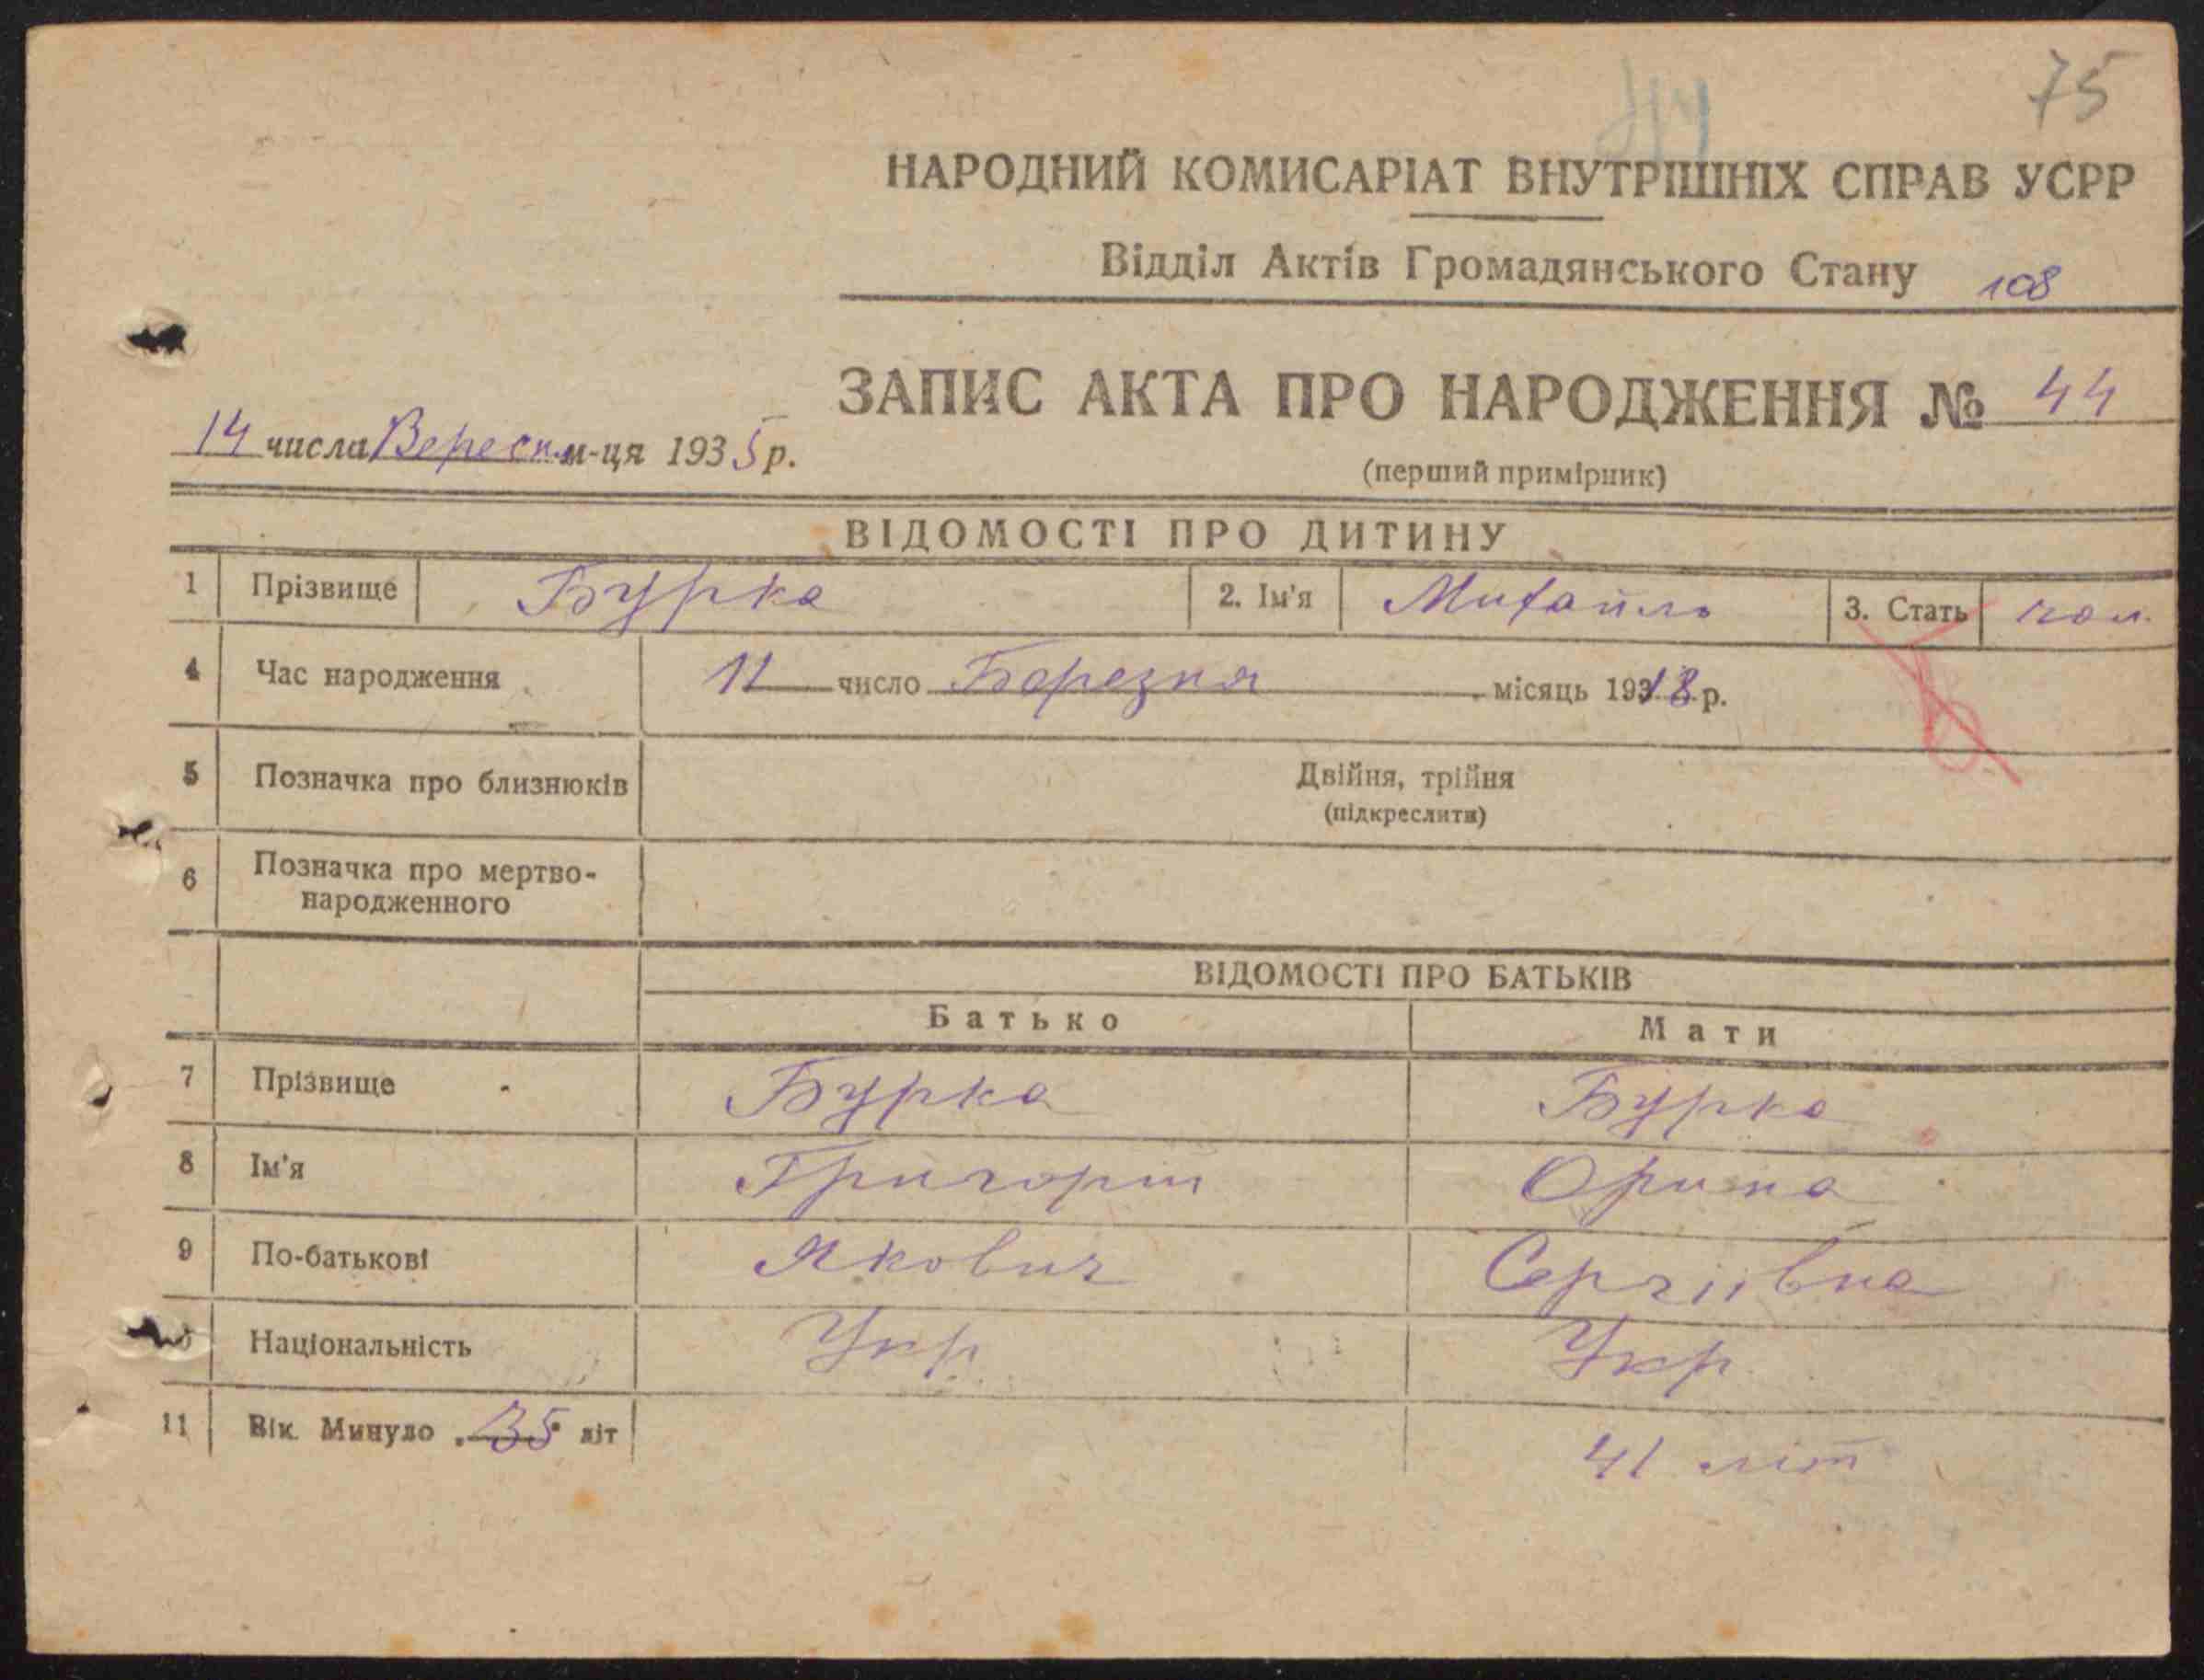 75
44
НАРОДНИЙ КОМИСАРІАТ ВНУТРІШНІХ СПРАВ УСРР
Відділ Актів Громадянського Стану 108
ЗАПИС АКТА ПРО НАРОДЖЕННЯ № 44
14 числа Вересн. м-ця 1935 р.
(перший примірник)
ВІДОМОСТІ ПРО ДИТИНУ
1 Прізвище Бурка 2. Ім'я Михайль 3. Стать чол.
4 Час народження 11 число Березня місяць 1918 р.
5 Позначка про близнюків Двійня, трійня
(підкреслити)
6 Позначка про мертво-
народженного
ВІДОМОСТІ ПРО БАТЬКІВ
Батько Мати
7 Прізвище Бурка Бурка
8 Ім'я Григорій Орина
9 По-батькові Якович Сергіївна
Національність Укр. Укр.
11 Вік. Минуло 35 літ 41 літ